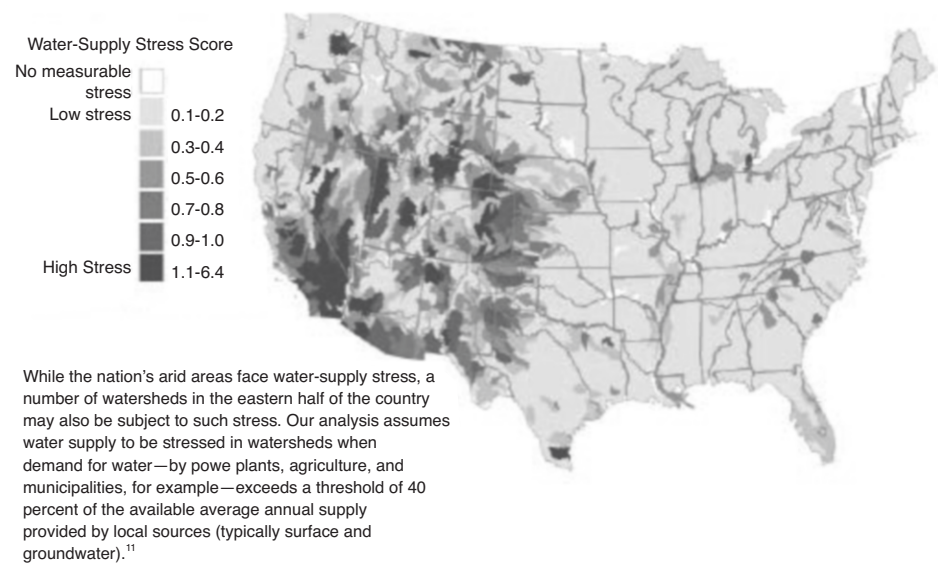 Water-Supply Stress Score
No measurable
stress
Low stress 0.1-0.2
0.3-0.4
0.5-0.6
0.7-0.8
0.9-1.0
High Stress 1.1-6.4
While the nation's arid areas face water-supply stress, a
number of watersheds in the eastern half of the country
may also be subject to such stress. Our analysis assumes
water supply to be stressed in watersheds when
demand for water—by powe plants, agriculture, and
municipalities, for example—exceeds a threshold of 40
percent of the available average annual supply
provided by local sources (typically surface and
groundwater).11